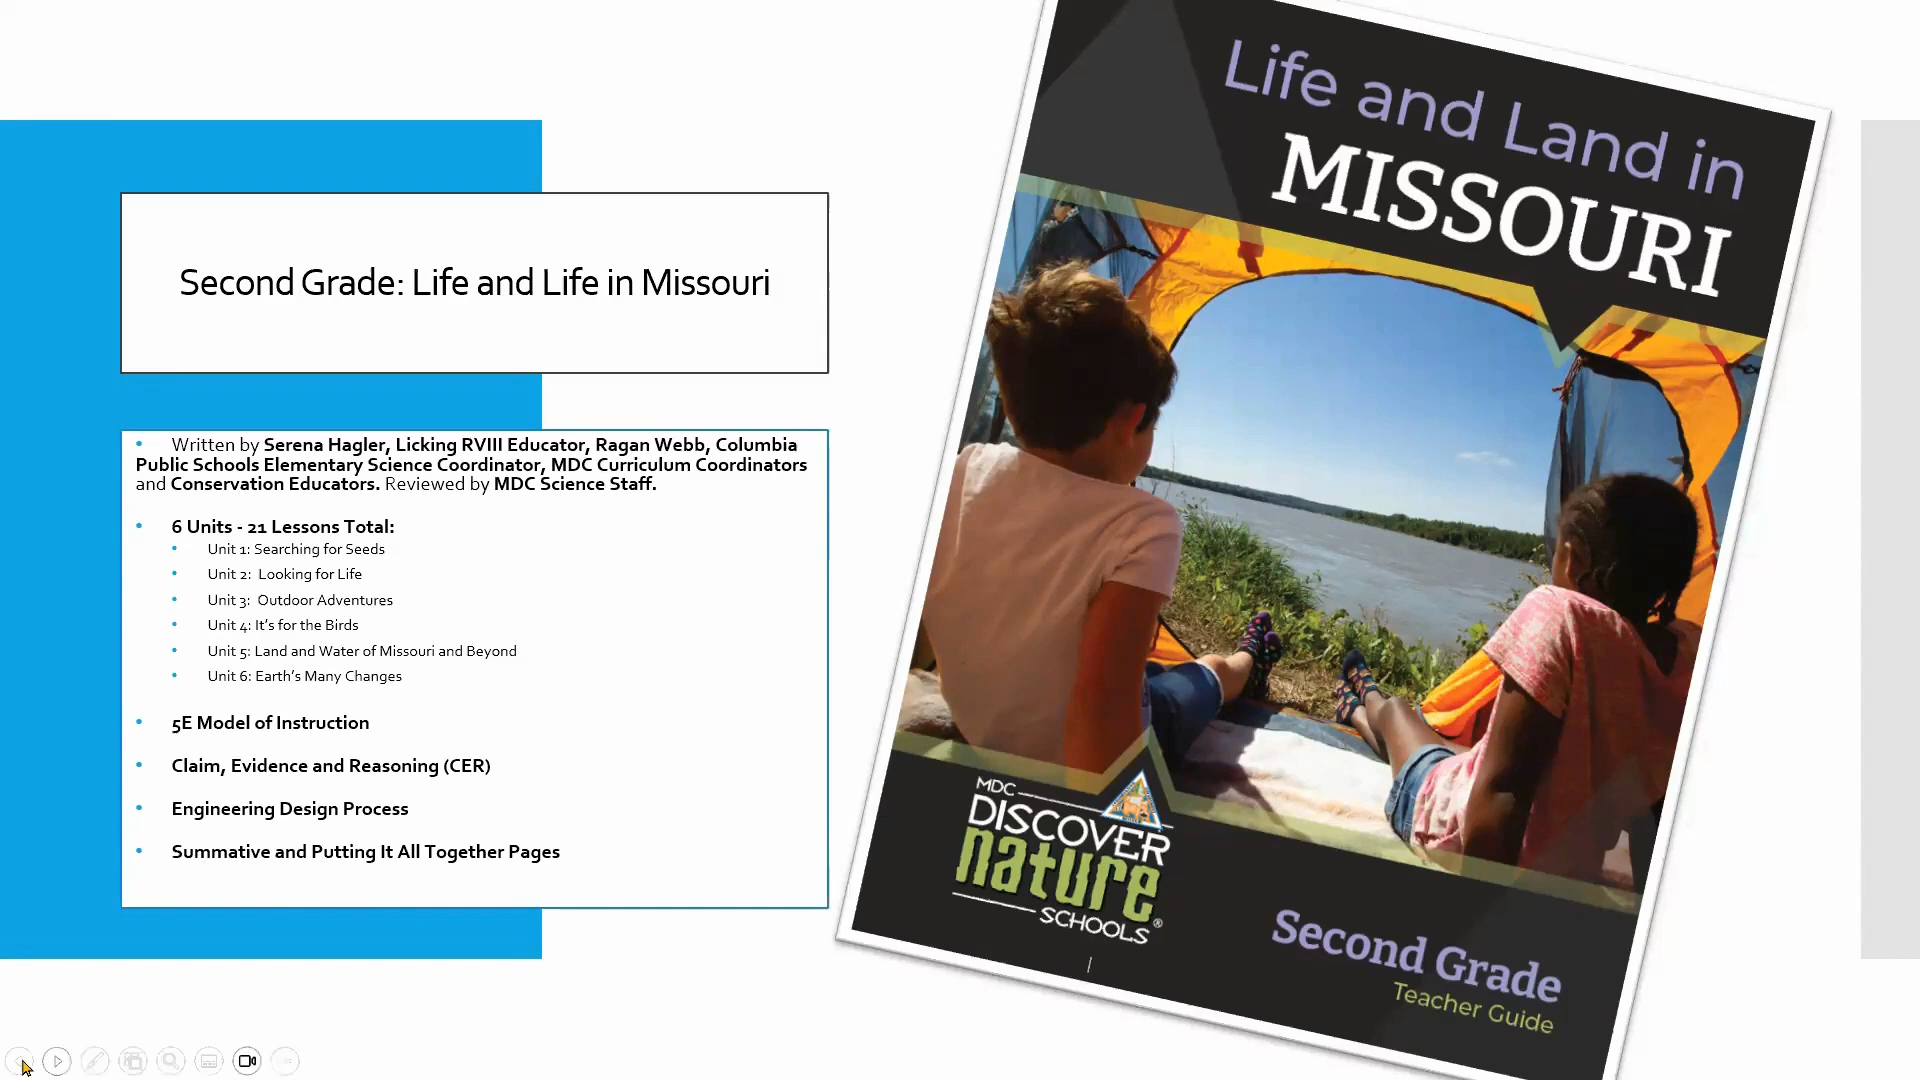 Second Grade: Life and Life in Missouri
• Written by Serena Hagler, Licking RVIII Educator, Ragan Webb, Columbia
Public Schools Elementary Science Coordinator, MDC Curriculum Coordinators
and Conservation Educators. Reviewed by MDC Science Staff.
• 6 Units - 21 Lessons Total:
• Unit 1: Searching for Seeds
• Unit 2: Looking for Life
• Unit 3: Outdoor Adventures
• Unit 4: It's for the Birds
• Unit 5: Land and Water of Missouri and Beyond
• Unit 6: Earth's Many Changes
• 5E Model of Instruction
• Claim, Evidence and Reasoning (CER)
• Engineering Design Process
• Summative and Putting It All Together Pages
Life and Land in
MISSOURI
MDC
DISCOVER
nature
SCHOOLS®
Second Grade
Teacher Guide